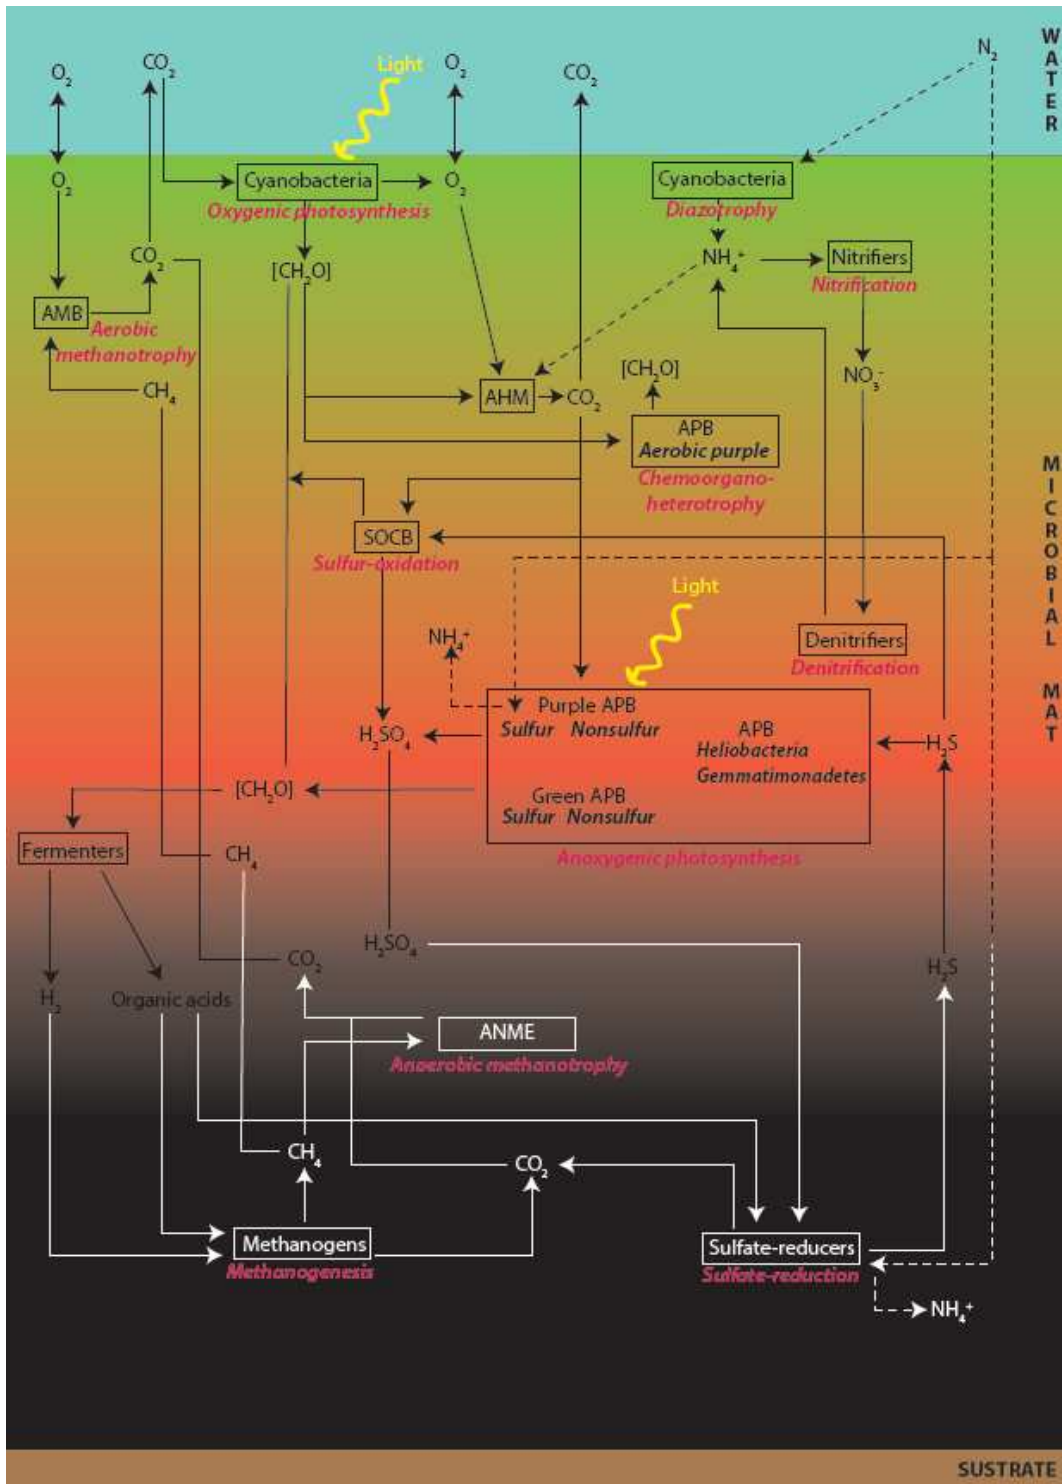 WATER
N₂
CO₂
O₂
Light
O₂
CO₂
O₂
Cyanobacteria
O₂
Cyanobacteria
Oxygenic photosynthesis
Diazotrophy
CO₂
[CH₂O]
NH₄⁺
Nitrifiers
Nitrification
AMB
Aerobic
methanotrophy
CH₄
[CH₂O]
NO₃⁻
AHM
CO₂
APB
Aerobic purple
Chemoorgano-
heterotrophy
MICROBIAL MAT
SOCB
Sulfur-oxidation
Light
NH₄⁺
Denitrifiers
Denitrification
Purple APB
Sulfur Nonsulfur
APB
Heliobacteria
Gemmatimonadetes
H₂SO₄
H₂S
[CH₂O]
Green APB
Sulfur Nonsulfur
Fermenters
CH₄
Anoxygenic photosynthesis
H₂SO₄
CO₂
H₂S
H₂
Organic acids
ANME
Anaerobic methanotrophy
CH₄
CO₂
Methanogens
Methanogenesis
Sulfate-reducers
Sulfate-reduction
NH₄⁺
SUSTRATE